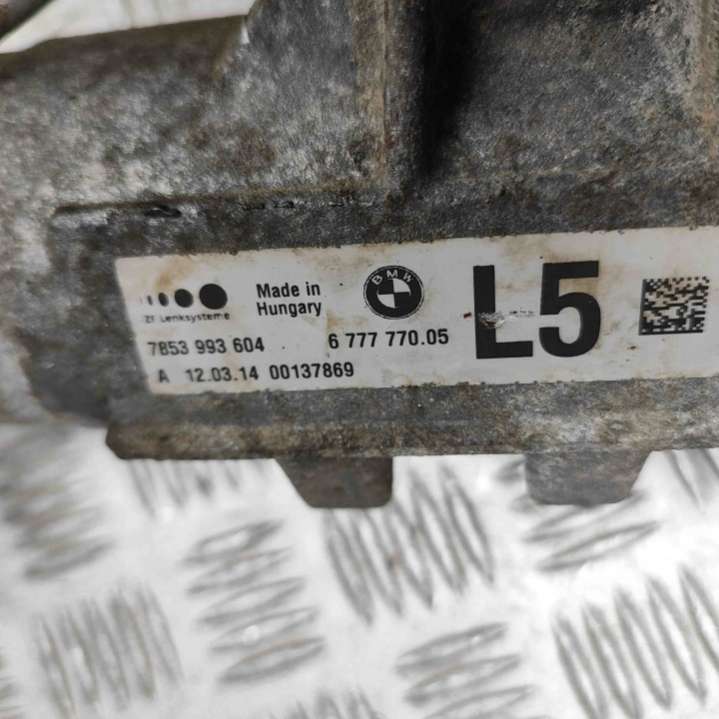 ZF Lenksysteme
Made in
Hungary
BMW
L5
7853 993 604
6 777 770.05
A 12.03.14 00137869